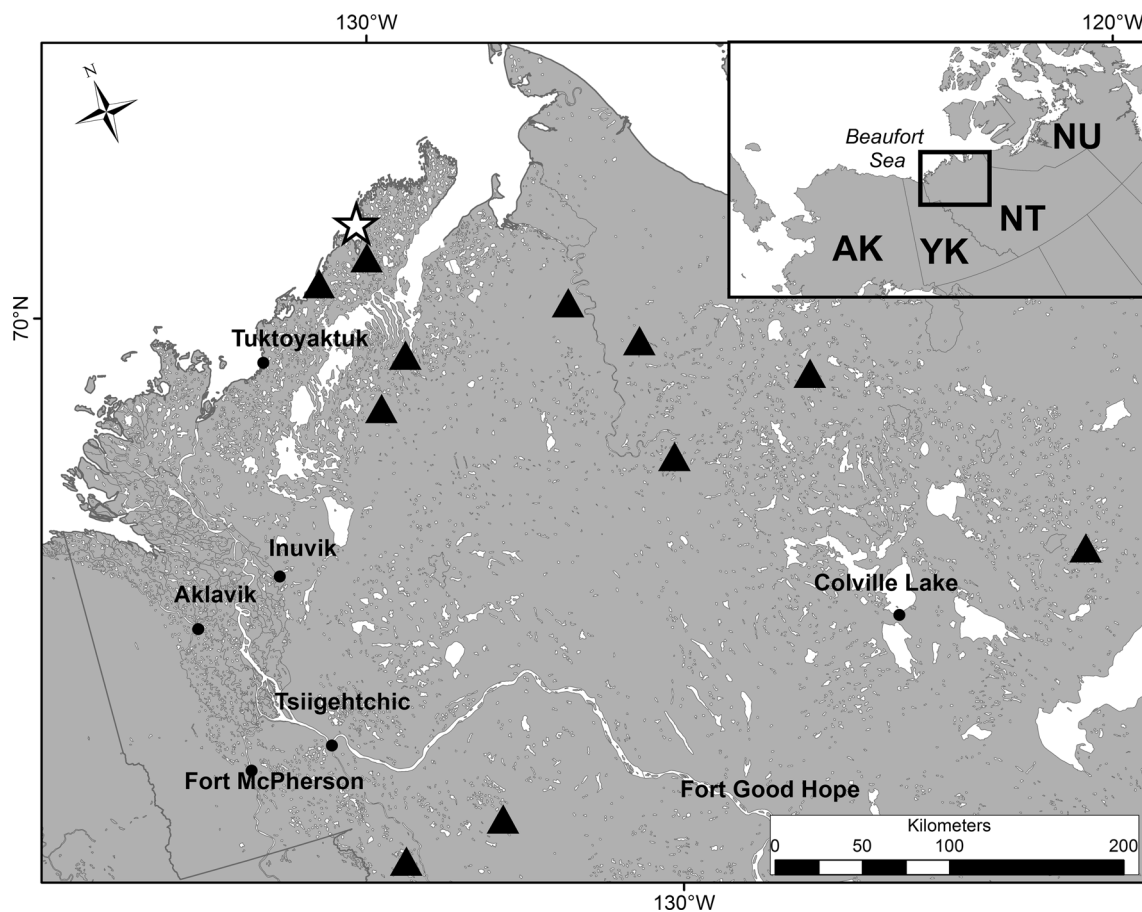 130°W
120°W
N
Beaufort
Sea
NU
NT
AK
YK
70°N
Tuktoyaktuk
Inuvik
Aklavik
Colville Lake
Tsiigehtchic
Fort McPherson
Fort Good Hope
Kilometers
0 50 100 200
130°W